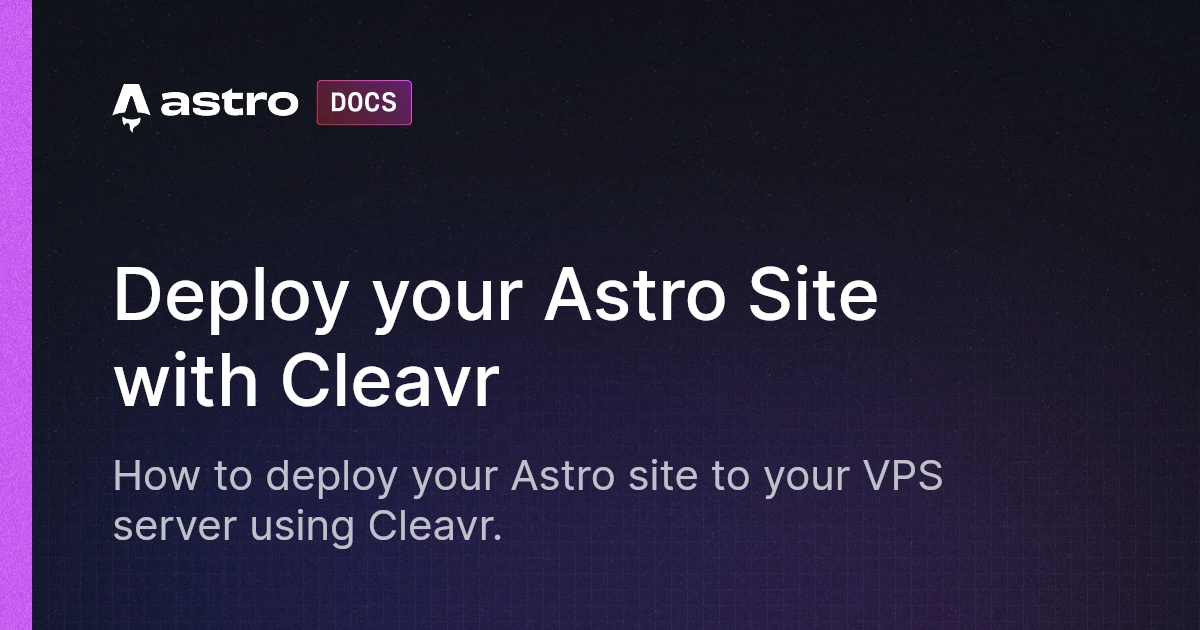 astro DOCS
Deploy your Astro Site
with Cleavr
How to deploy your Astro site to your VPS
server using Cleavr.